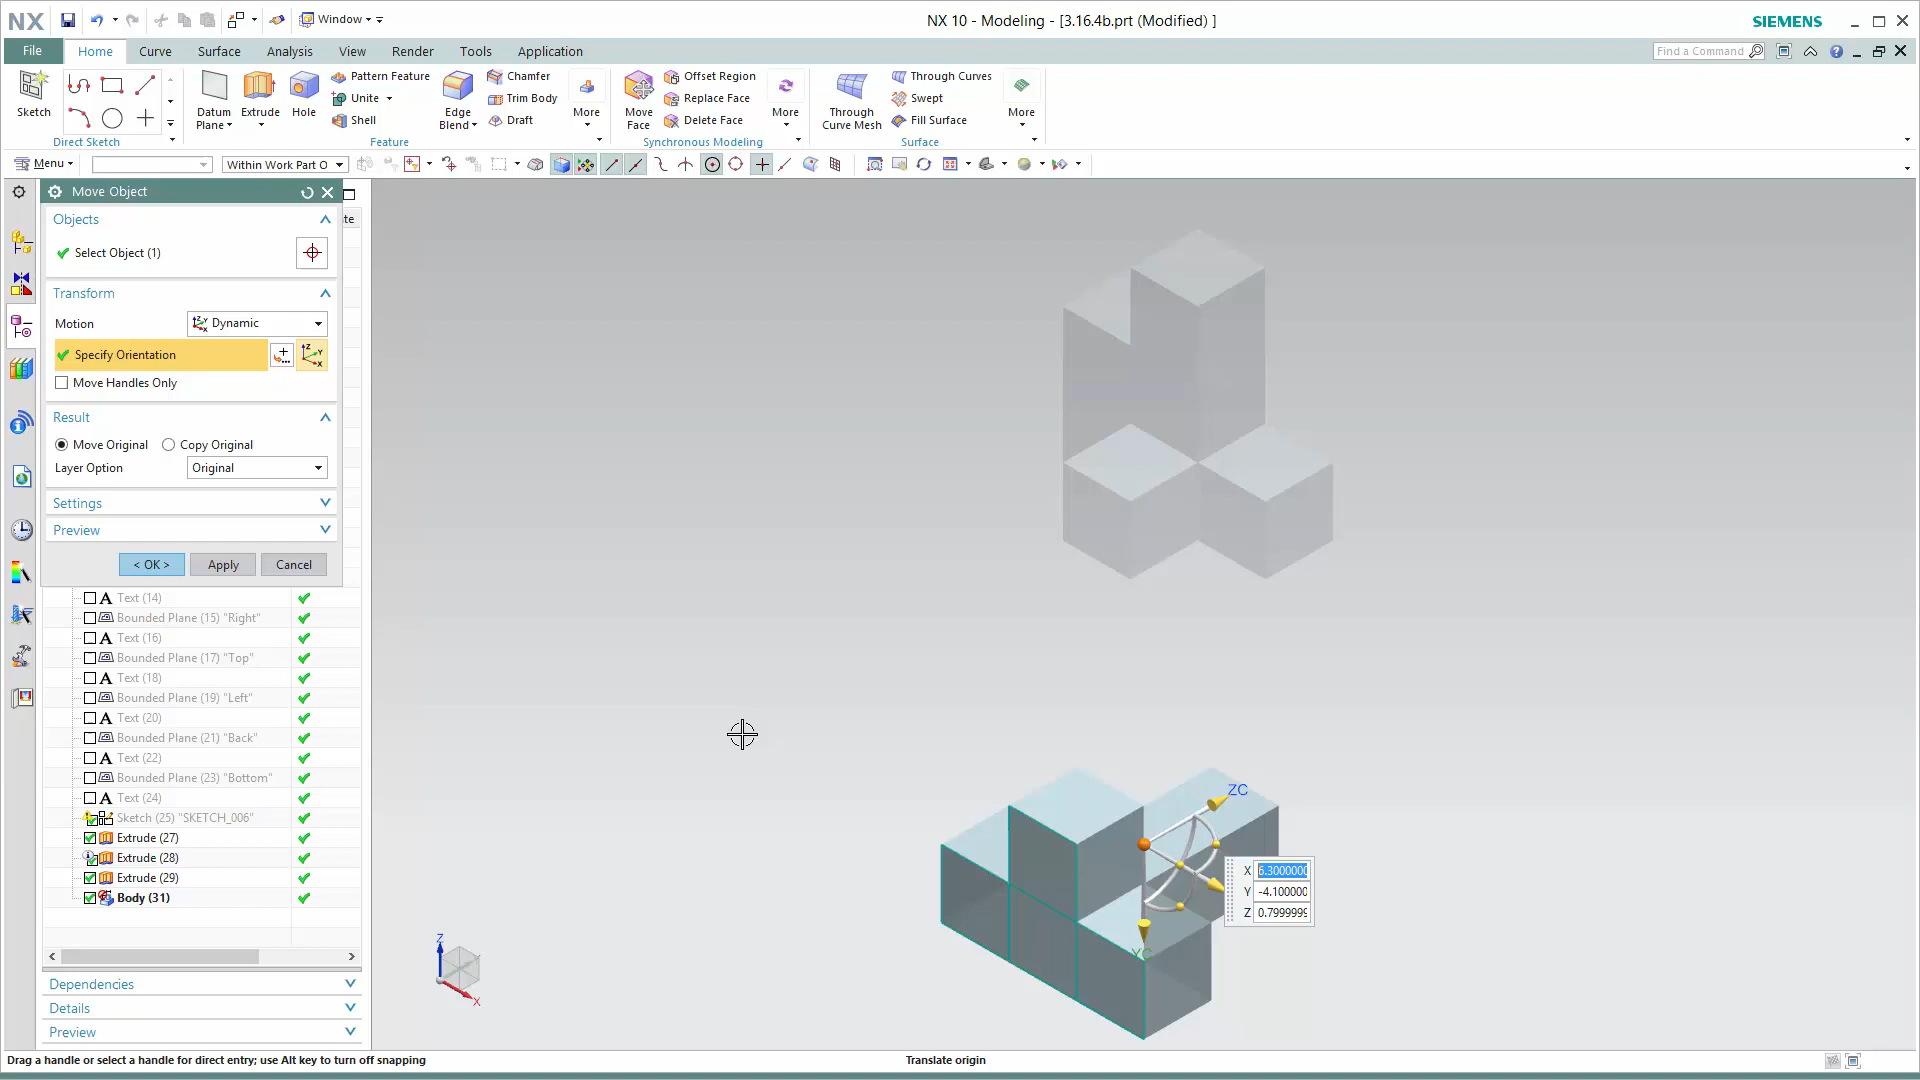 NX
Window
NX 10 - Modeling - [3.16.4b.prt (Modified) ]
SIEMENS
File
Home
Curve
Surface
Analysis
View
Render
Tools
Application
Find a Command
Sketch
Direct Sketch
Datum
Plane
Extrude
Hole
Pattern Feature
Unite
Shell
Edge
Blend
Chamfer
Trim Body
Draft
More
Feature
Move
Face
Offset Region
Replace Face
Delete Face
More
Synchronous Modeling
Through
Curve Mesh
Through Curves
Swept
Fill Surface
More
Surface
Menu
Within Work Part O
Move Object
Objects
te
Select Object (1)
Transform
Motion
Dynamic
Specify Orientation
Move Handles Only
Result
Move Original
Copy Original
Layer Option
Original
Settings
Preview
< OK >
Apply
Cancel
Text (14)
Bounded Plane (15) "Right"
Text (16)
Bounded Plane (17) "Top"
Text (18)
Bounded Plane (19) "Left"
Text (20)
Bounded Plane (21) "Back"
Text (22)
Bounded Plane (23) "Bottom"
Text (24)
Sketch (25) "SKETCH_006"
Extrude (27)
Extrude (28)
Extrude (29)
Body (31)
Dependencies
Details
Preview
Z
X
ZC
YC
X 6.3000000
Y -4.100000
Z 0.7999999
Drag a handle or select a handle for direct entry; use Alt key to turn off snapping
Translate origin